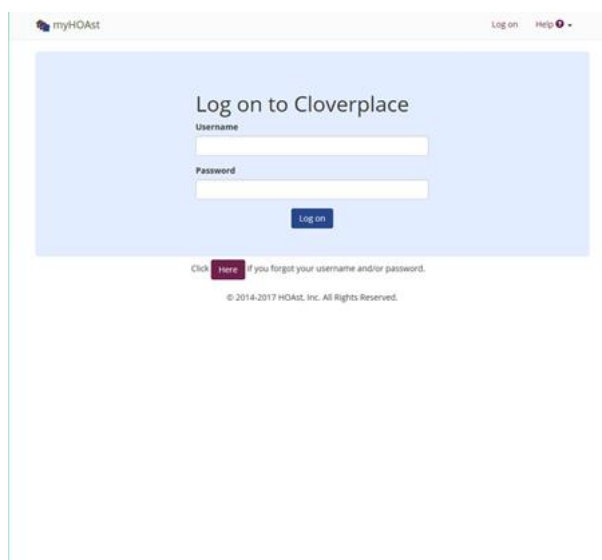 myHOAst
Log on Help
Log on to Cloverplace
Username
Password
Log on
Click Here if you forgot your username and/or password.
© 2014-2017 HOAst, Inc. All Rights Reserved.